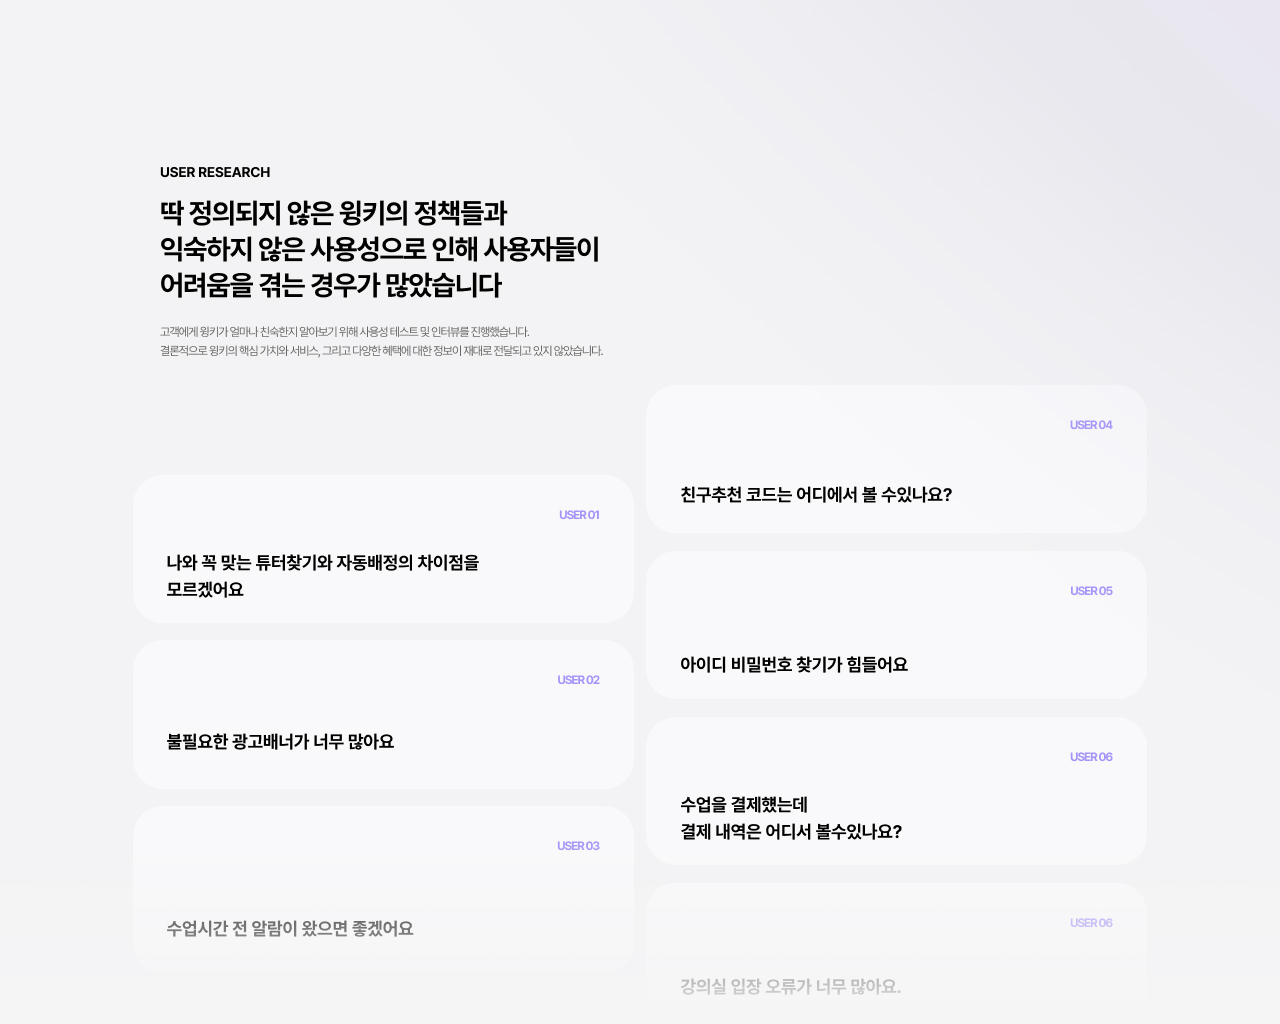 USER RESEARCH
딱 정의되지 않은 윙키의 정책들과
익숙하지 않은 사용성으로 인해 사용자들이
어려움을 겪는 경우가 많았습니다
고객에게 윙키가 얼마나 친숙한지 알아보기 위해 사용성 테스트 및 인터뷰를 진행했습니다.
결론적으로 윙키의 핵심 가치와 서비스, 그리고 다양한 혜택에 대한 정보이 재대로 전달되고 있지 않았습니다.
USER 01
나와 꼭 맞는 튜터찾기와 자동배정의 차이점을
모르겠어요
USER 02
불필요한 광고배너가 너무 많아요
USER 03
수업시간 전 알람이 왔으면 좋겠어요
USER 04
친구추천 코드는 어디에서 볼 수있나요?
USER 05
아이디 비밀번호 찾기가 힘들어요
USER 06
수업을 결제헀는데
결제 내역은 어디서 볼수있나요?
USER 06
강의실 입장 오류가 너무 많아요.